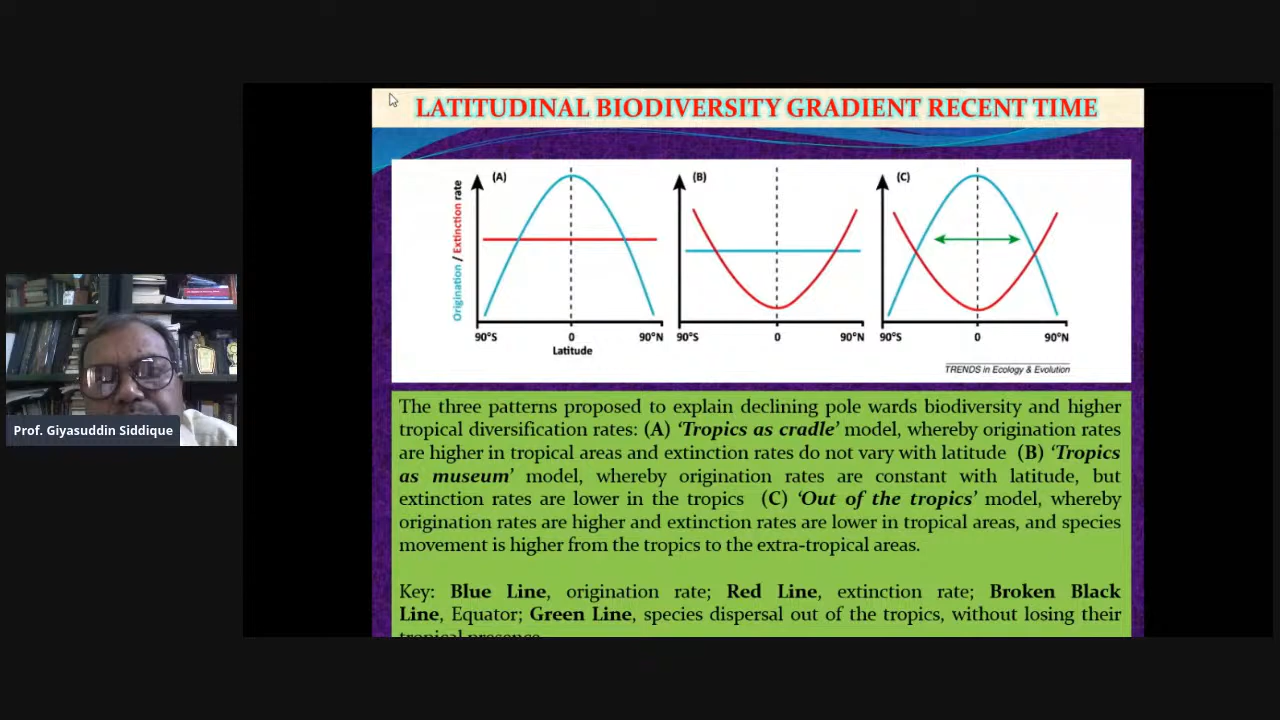 LATITUDINAL BIODIVERSITY GRADIENT RECENT TIME
(A)
(B)
(C)
Origination / Extinction rate
90°S 0 90°N
90°S 0 90°N
90°S 0 90°N
Latitude
TRENDS in Ecology & Evolution
The three patterns proposed to explain declining pole wards biodiversity and higher
tropical diversification rates: (A) ‘Tropics as cradle’ model, whereby origination rates
are higher in tropical areas and extinction rates do not vary with latitude (B) ‘Tropics
as museum’ model, whereby origination rates are constant with latitude, but
extinction rates are lower in the tropics (C) ‘Out of the tropics’ model, whereby
origination rates are higher and extinction rates are lower in tropical areas, and species
movement is higher from the tropics to the extra-tropical areas.
Key: Blue Line, origination rate; Red Line, extinction rate; Broken Black
Line, Equator; Green Line, species dispersal out of the tropics, without losing their
tropical presence
Prof. Giyasuddin Siddique